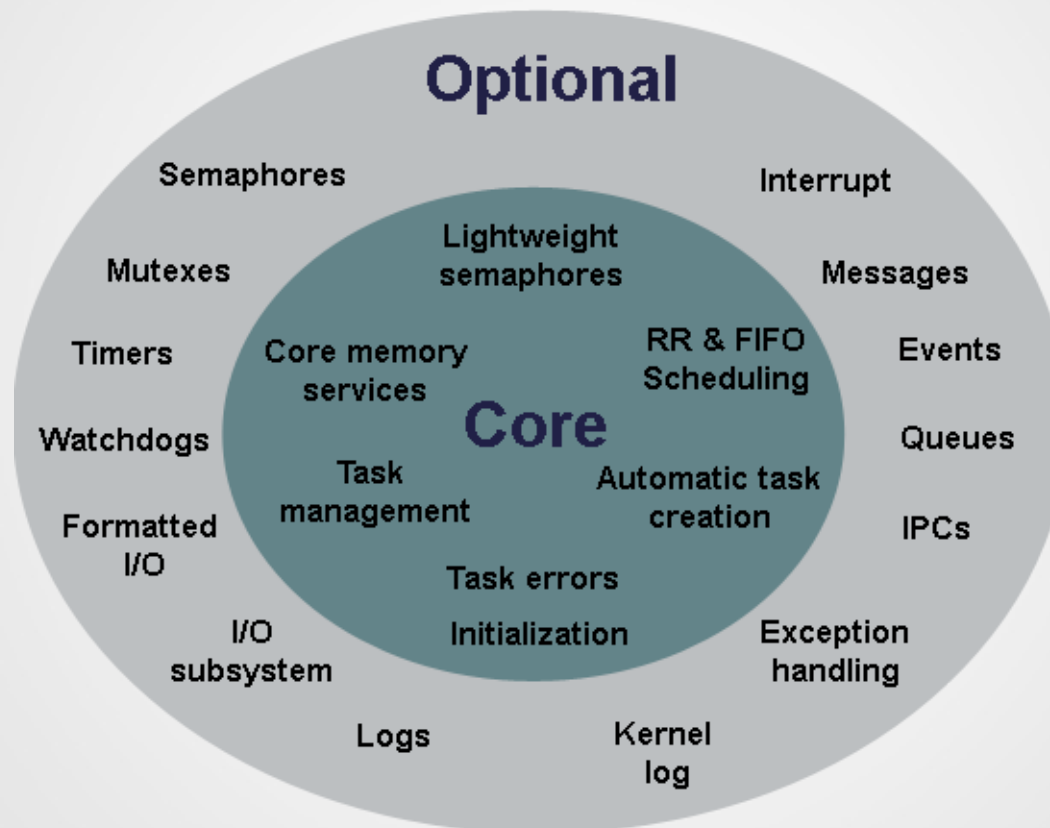 Optional
Semaphores
Interrupt
Lightweight
semaphores
Mutexes
Messages
Timers
Core memory
services
RR & FIFO
Scheduling
Events
Core
Watchdogs
Queues
Task
management
Automatic task
creation
Formatted
I/O
IPCs
Task errors
I/O
subsystem
Initialization
Exception
handling
Logs
Kernel
log